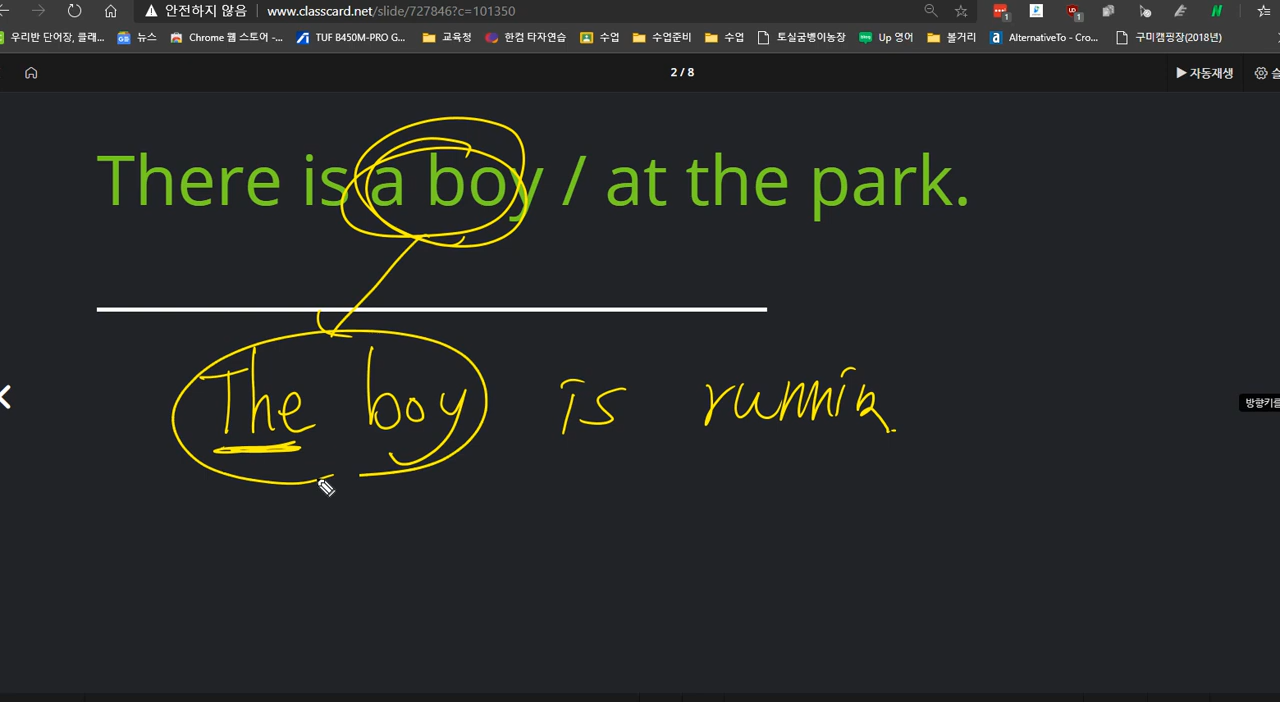 안전하지 않음 www.classcard.net/slide/727846?c=101350
우리반 단어장, 클래... 뉴스 Chrome 웹 스토어 -... TUF B450M-PRO G... 교육청 한컴 타자연습 수업 수업준비 수업 토실굼벵이농장 Up 영어 볼거리 AlternativeTo - Cro... 구미캠핑장(2018년)
2 / 8 ▶ 자동재생 슬
There is a boy / at the park.
The boy is runnin
방향키를